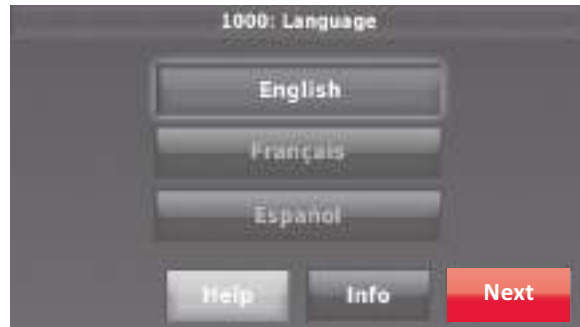 1000: Language
English
Français
Español
Help
Info
Next